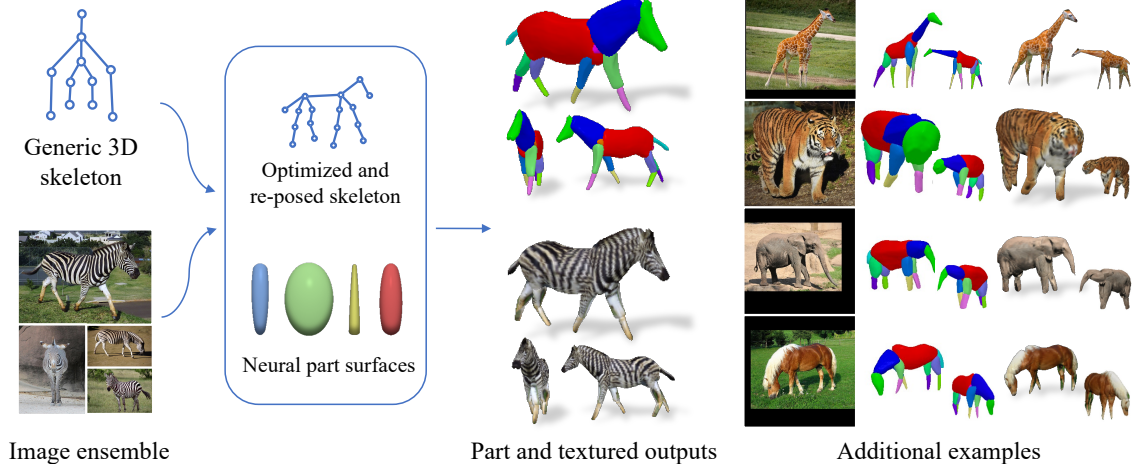 Generic 3D
skeleton
Optimized and
re-posed skeleton
Neural part surfaces
Image ensemble
Part and textured outputs
Additional examples